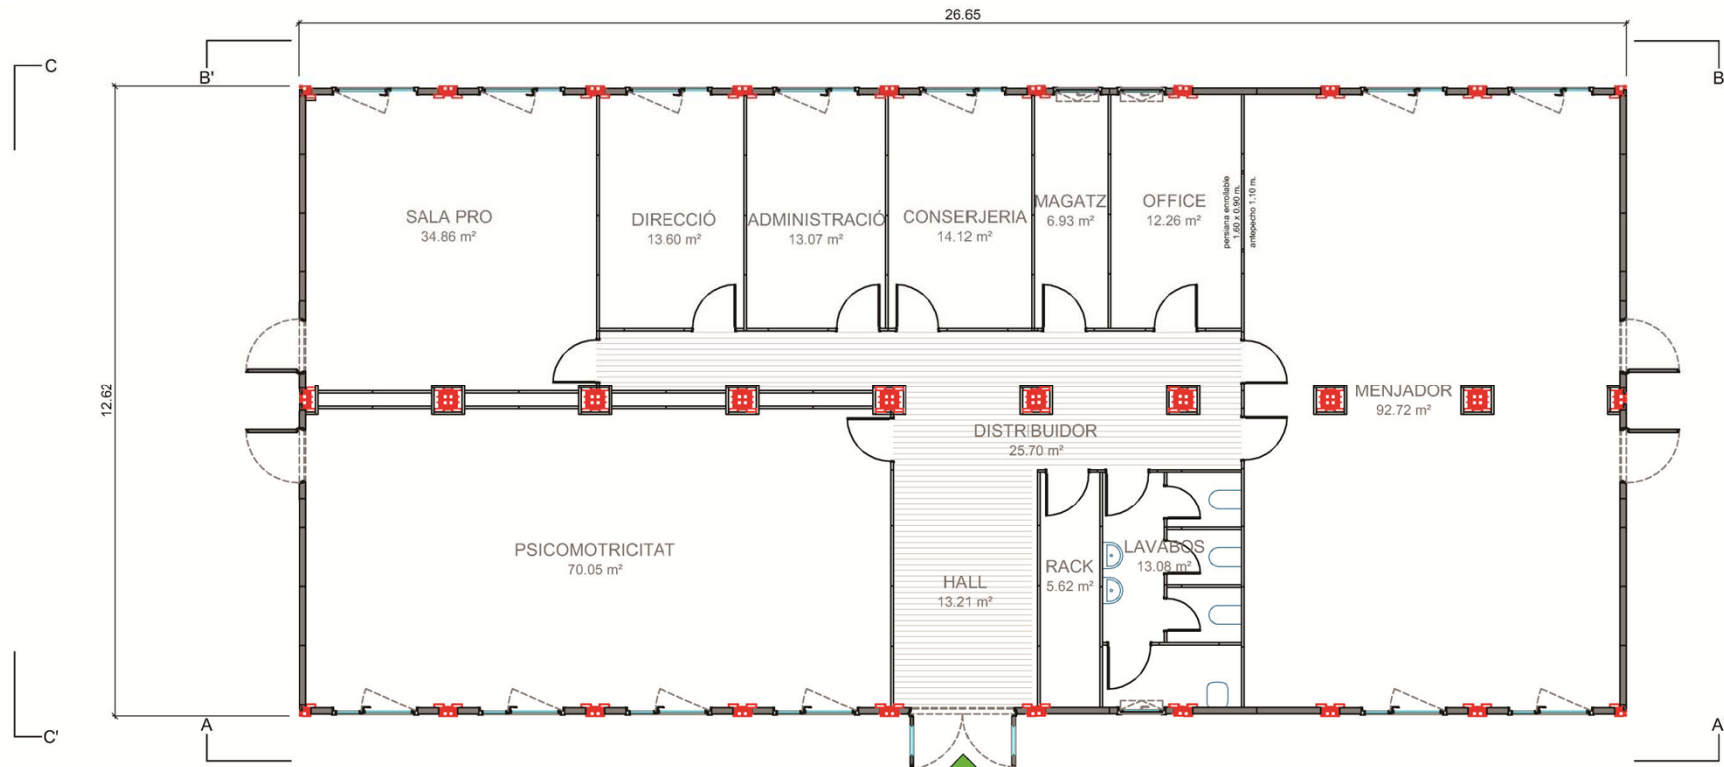 26.65
C
B'
B
SALA PRO
34.86 m²
DIRECCIÓ
13.60 m²
ADMINISTRACIÓ
13.07 m²
CONSERJERIA
14.12 m²
MAGATZ
6.93 m²
OFFICE
12.26 m²
persiana enrollable
1.60 x 0.90 m.
antepecho 1.10 m.
12.62
MENJADOR
92.72 m²
DISTRIBUIDOR
25.70 m²
PSICOMOTRICITAT
70.05 m²
HALL
13.21 m²
RACK
5.62 m²
LAVABOS
13.08 m²
A
A
C'